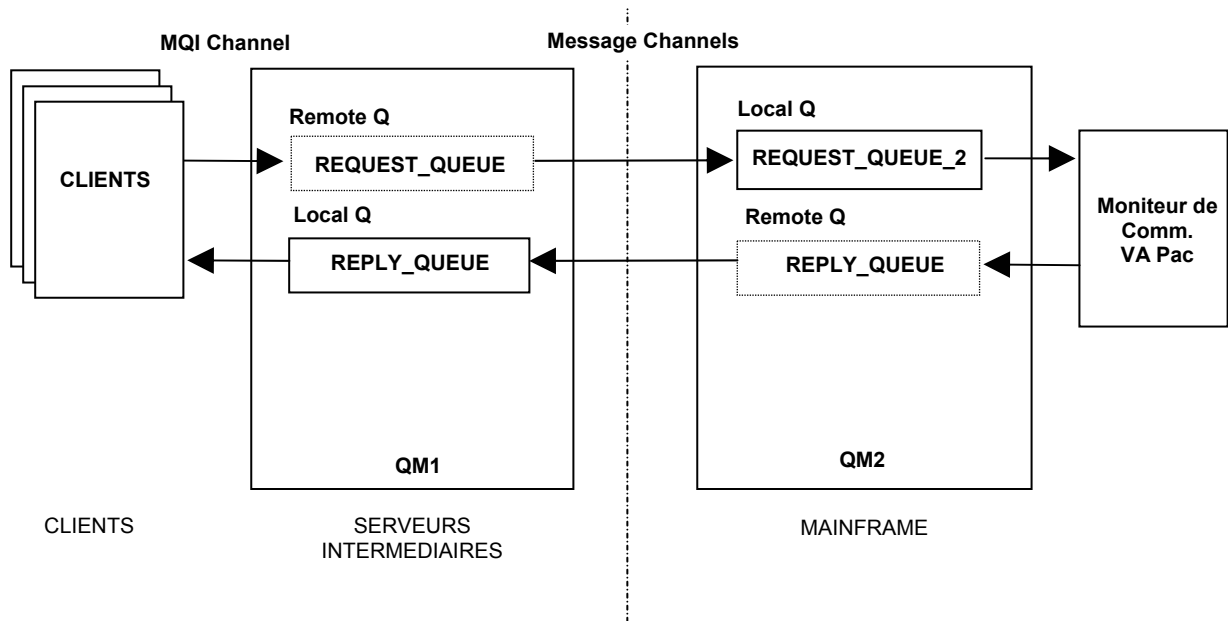 MQI Channel
Message Channels
CLIENTS
Remote Q
REQUEST_QUEUE
Local Q
REPLY_QUEUE
QM1
Local Q
REQUEST_QUEUE_2
Remote Q
REPLY_QUEUE
QM2
Moniteur de
Comm.
VA Pac
CLIENTS
SERVEURS
INTERMEDIAIRES
MAINFRAME